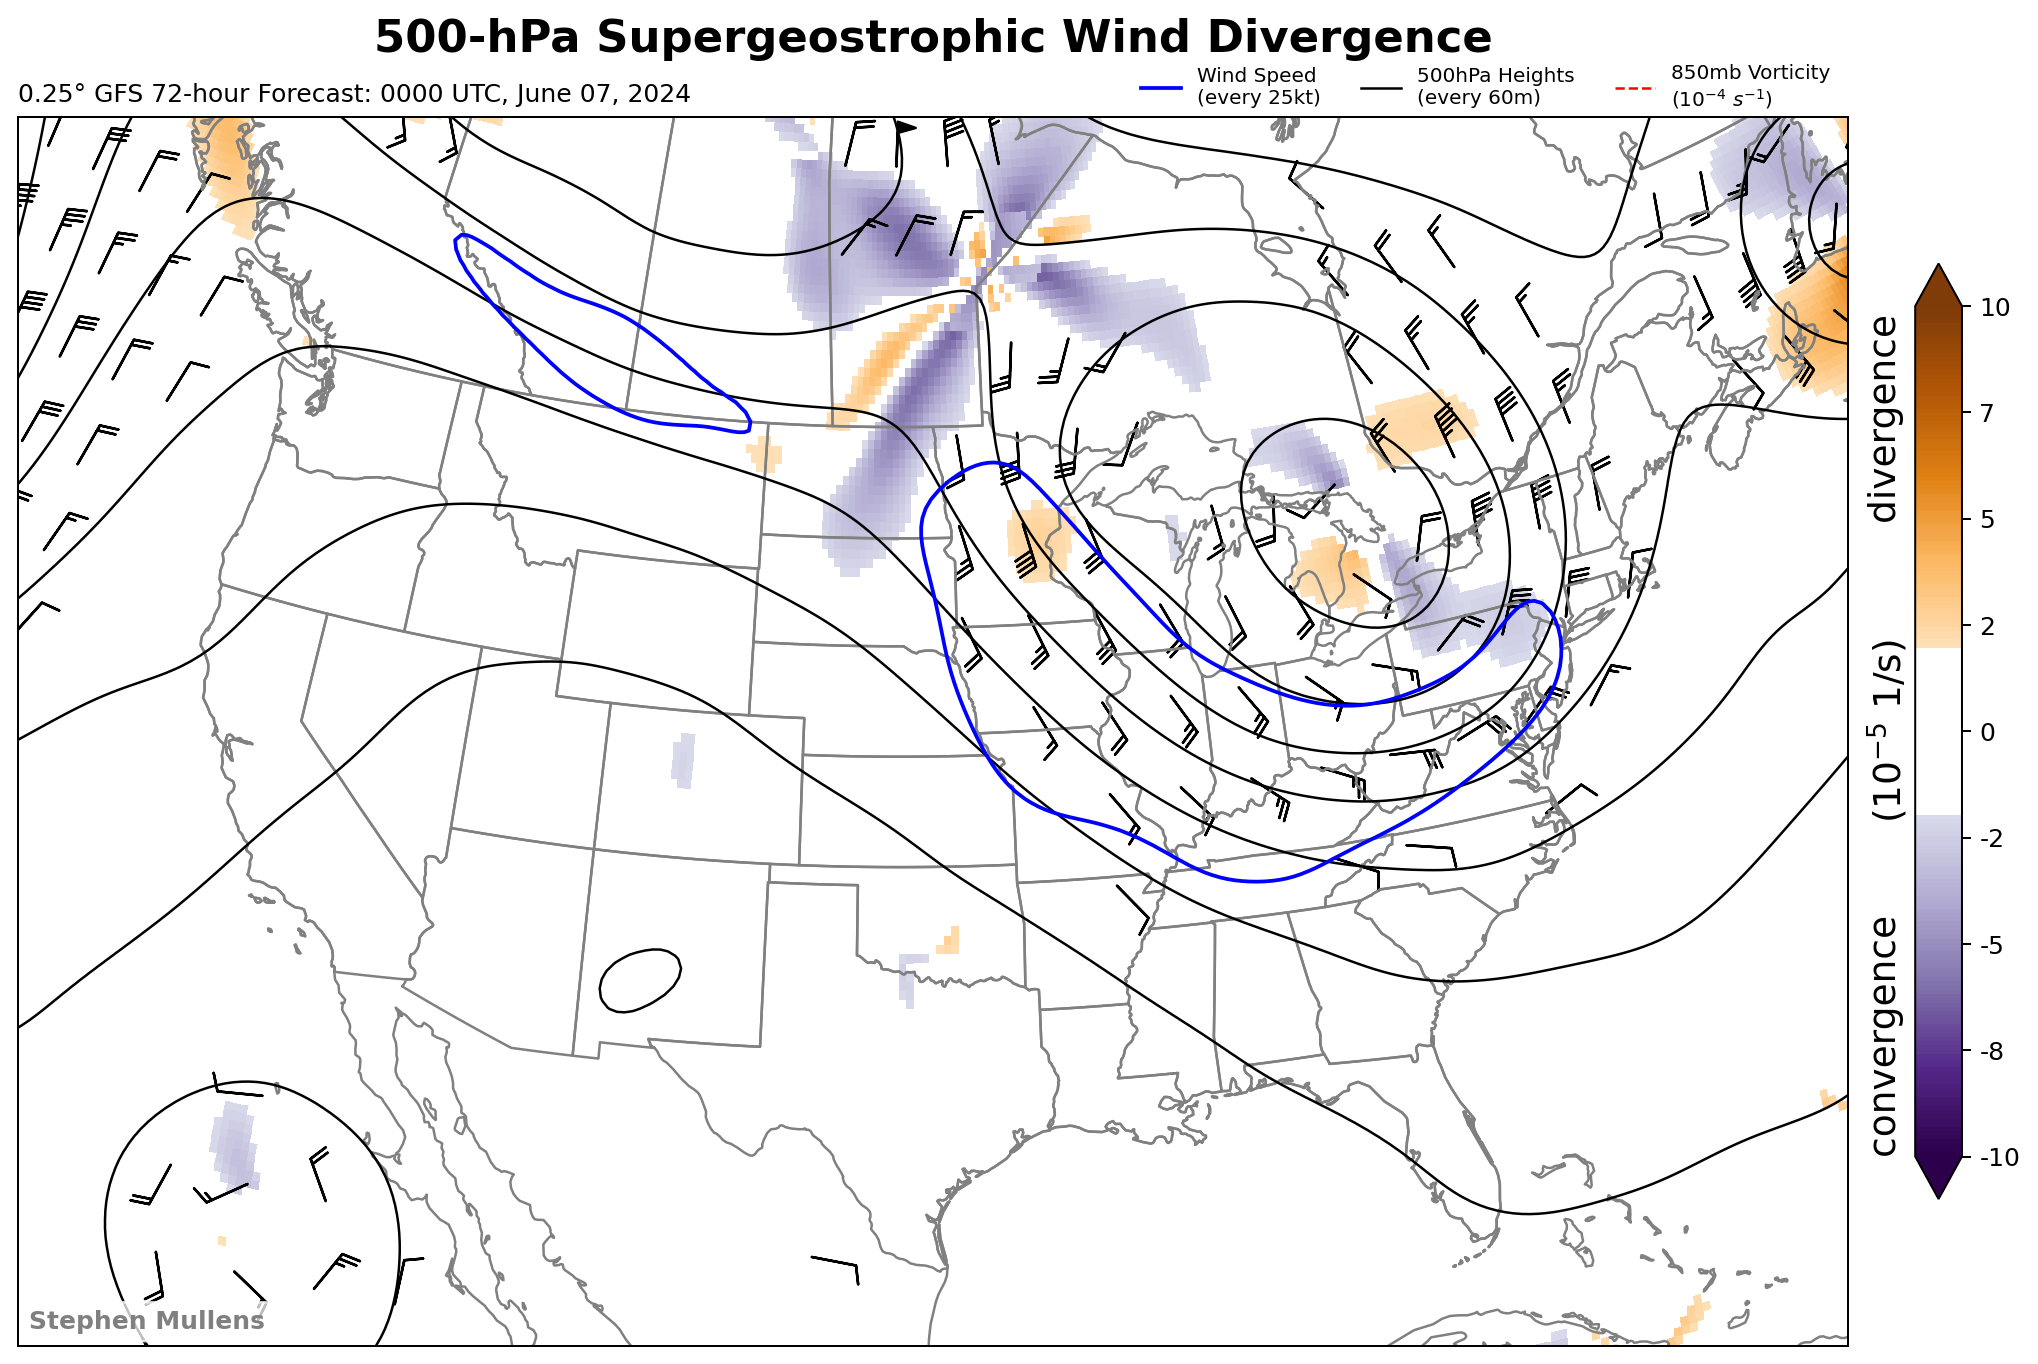 500-hPa Supergeostrophic Wind Divergence
0.25° GFS 72-hour Forecast: 0000 UTC, June 07, 2024
Wind Speed
(every 25kt)
500hPa Heights
(every 60m)
850mb Vorticity
(10⁻⁴ s⁻¹)
10
7
5
2
0
-2
-5
-8
-10
convergence (10⁻⁵ 1/s) divergence
Stephen Mullens